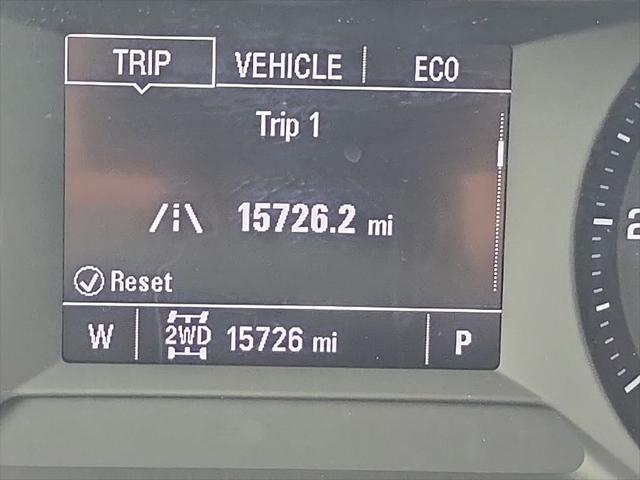 TRIP VEHICLE ECO
Trip 1
15726.2 mi
Reset
W 2WD 15726 mi P